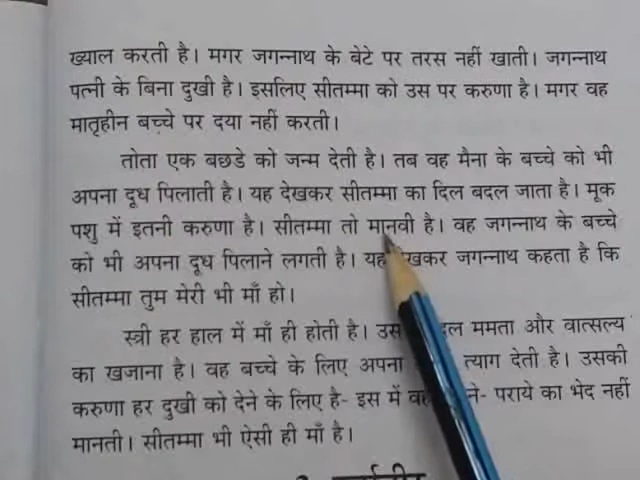 ख्याल करती है। मगर जगन्नाथ के बेटे पर तरस नहीं खाती। जगन्नाथ
पत्नी के बिना दुखी है। इसलिए सीतम्मा को उस पर करुणा है। मगर वह
मातृहीन बच्चे पर दया नहीं करती।
तोता एक बछडे को जन्म देती है। तब वह मैना के बच्चे को भी
अपना दूध पिलाती है। यह देखकर सीतम्मा का दिल बदल जाता है। मूक
पशु में इतनी करुणा है। सीतम्मा तो मानवी है। वह जगन्नाथ के बच्चे
को भी अपना दूध पिलाने लगती है। यह देखकर जगन्नाथ कहता है कि
सीतम्मा तुम मेरी भी माँ हो।
स्त्री हर हाल में माँ ही होती है। ममता और वात्सल्य
का खजाना है। वह बच्चे के लिए अपना त्याग देती है। उसकी
करुणा हर दुखी को देने के लिए है- इस में पराये का भेद नहीं
मानती। सीतम्मा भी ऐसी ही माँ है।